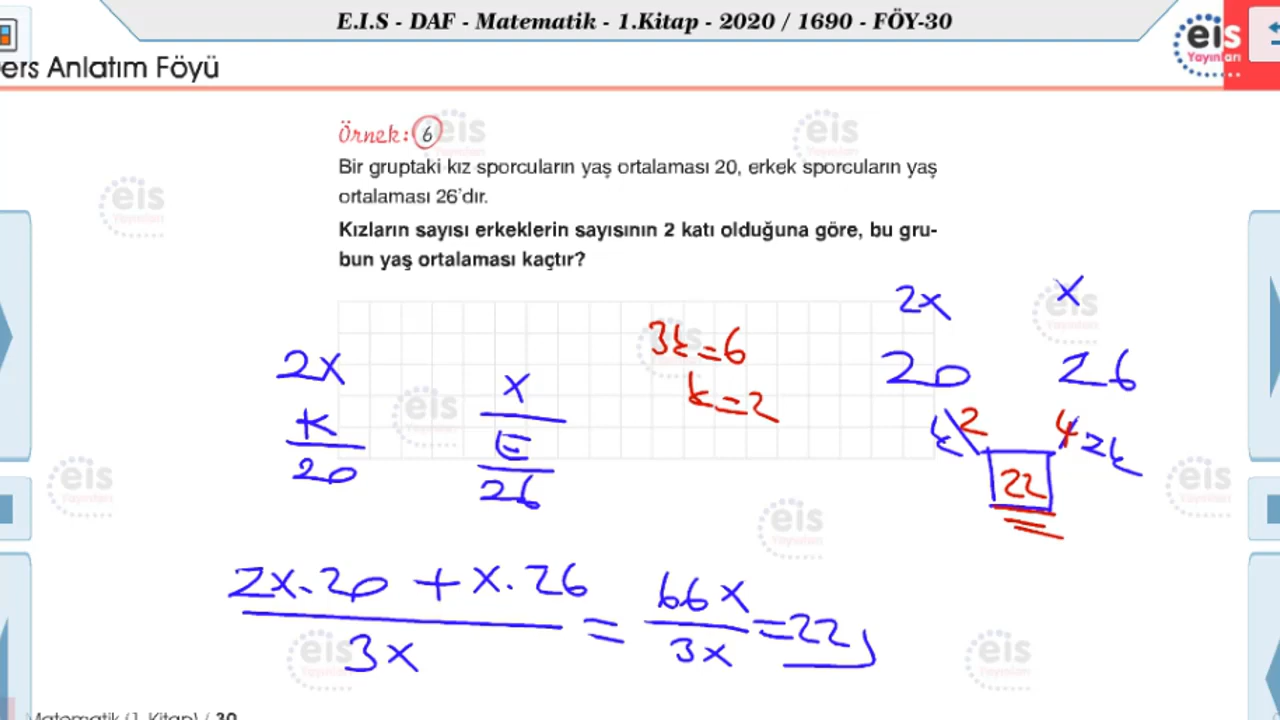 E.I.S - DAF - Matematik - 1.Kitap - 2020 / 1690 - FÖY-30
eis
Yayınları
ers Anlatım Föyü
Örnek: 6
Bir gruptaki kız sporcuların yaş ortalaması 20, erkek sporcuların yaş
ortalaması 26'dır.
Kızların sayısı erkeklerin sayısının 2 katı olduğuna göre, bu gru-
bun yaş ortalaması kaçtır?
2x x
20 26
k 2 4 2k
22
3k=6
k=2
2x x
K E
20 26
2x.20 + x.26 = 66x =22
3x 3x
Matematik (1. Kitap) / 30